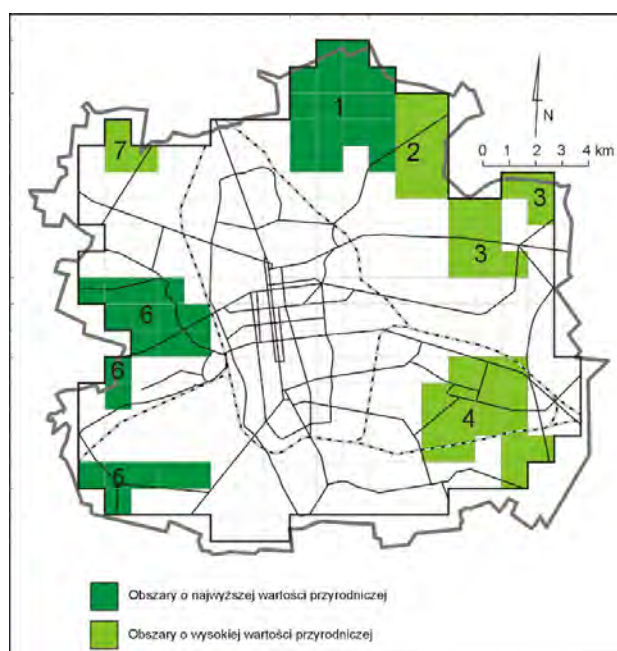 1
2
N
0 1 2 3 4 km
7
3
3
6
6
4
6
Obszary o najwyższej wartości przyrodniczej
Obszary o wysokiej wartości przyrodniczej